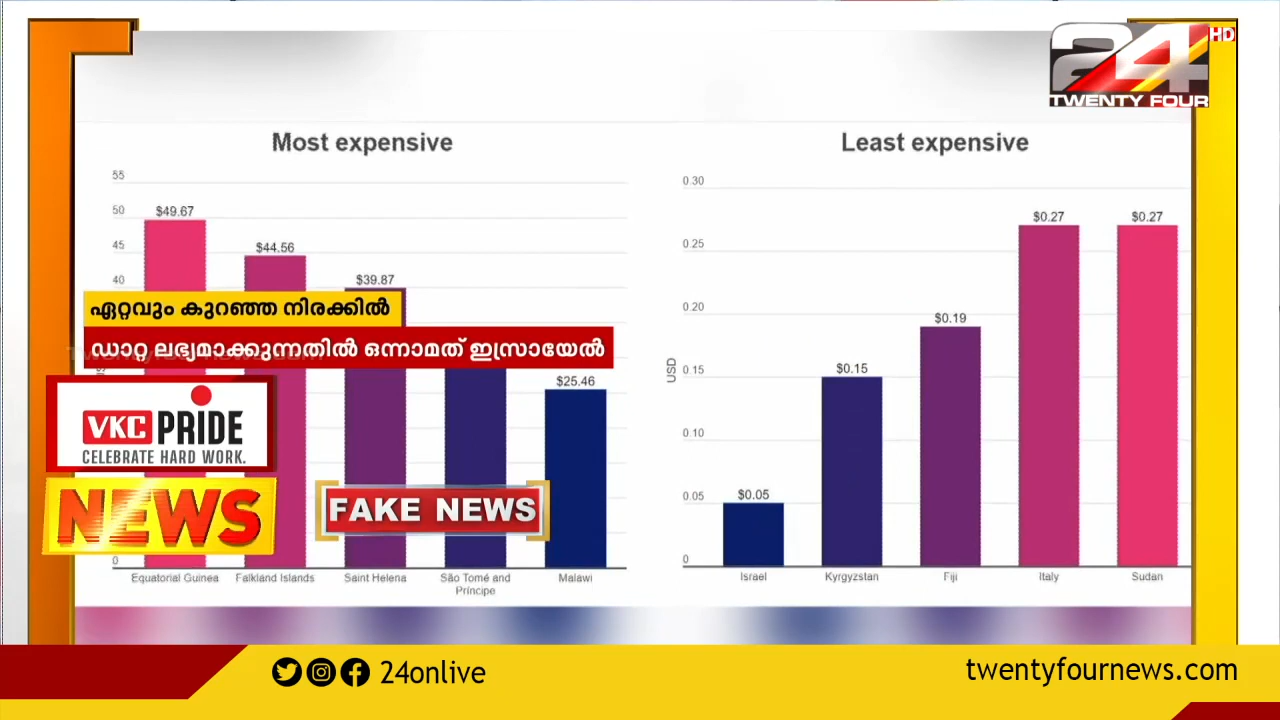 24 HD
TWENTY FOUR
Most expensive
55
50
45
40
0
$49.67
$44.56
$39.87
$25.46
Equatorial Guinea
Falkland Islands
Saint Helena
São Tomé and
Príncipe
Malawi
Least expensive
0.30
0.25
0.20
0.15
0.10
0.05
0
USD
$0.05
$0.15
$0.19
$0.27
$0.27
Israel
Kyrgyzstan
Fiji
Italy
Sudan
ഏറ്റവും കുറഞ്ഞ നിരക്കിൽ
ഡാറ്റ ലഭ്യമാക്കുന്നതിൽ ഒന്നാമത് ഇസ്രായേൽ
VKC PRIDE
CELEBRATE HARD WORK.
NEWS
FAKE NEWS
24onlive
twentyfournews.com